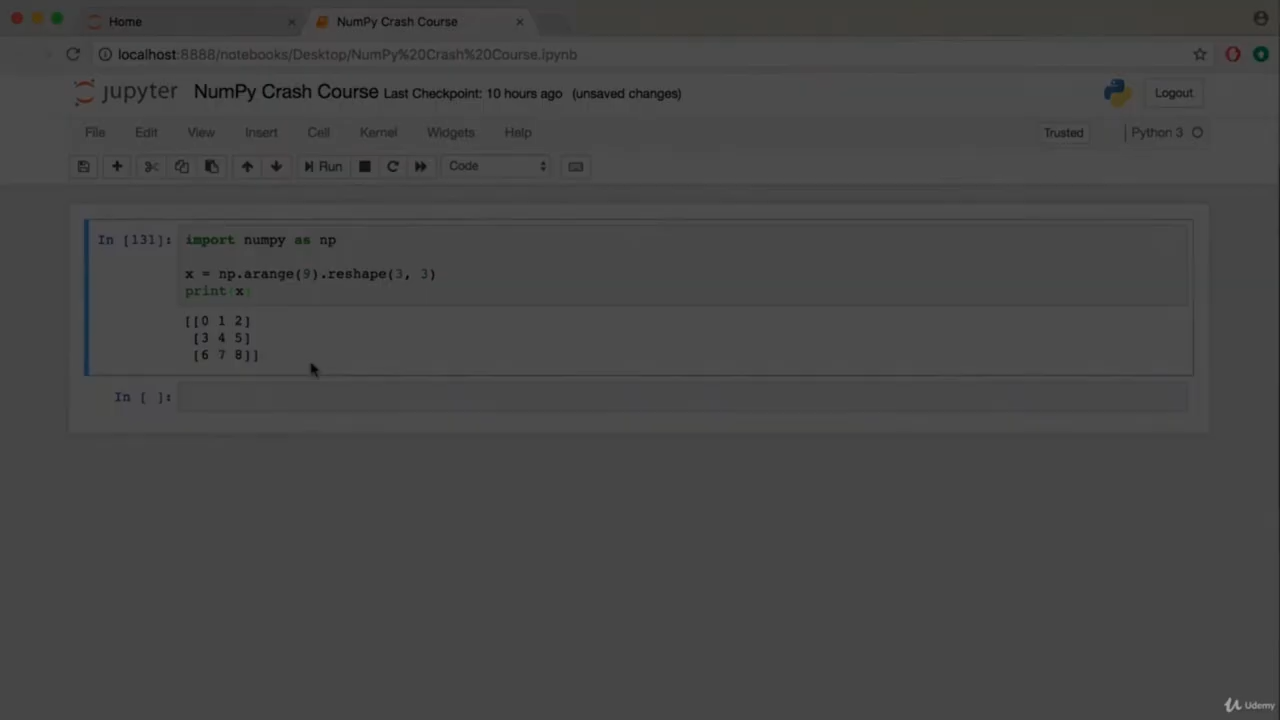 Home
NumPy Crash Course
localhost:8888/notebooks/Desktop/NumPy%20Crash%20Course.ipynb
jupyter NumPy Crash Course Last Checkpoint: 10 hours ago (unsaved changes)
Logout
File Edit View Insert Cell Kernel Widgets Help
Trusted
Python 3
Run
Code
In [131]: import numpy as np
x = np.arange(9).reshape(3, 3)
print(x)
[[0 1 2]
[3 4 5]
[6 7 8]]
In [ ]:
Udemy